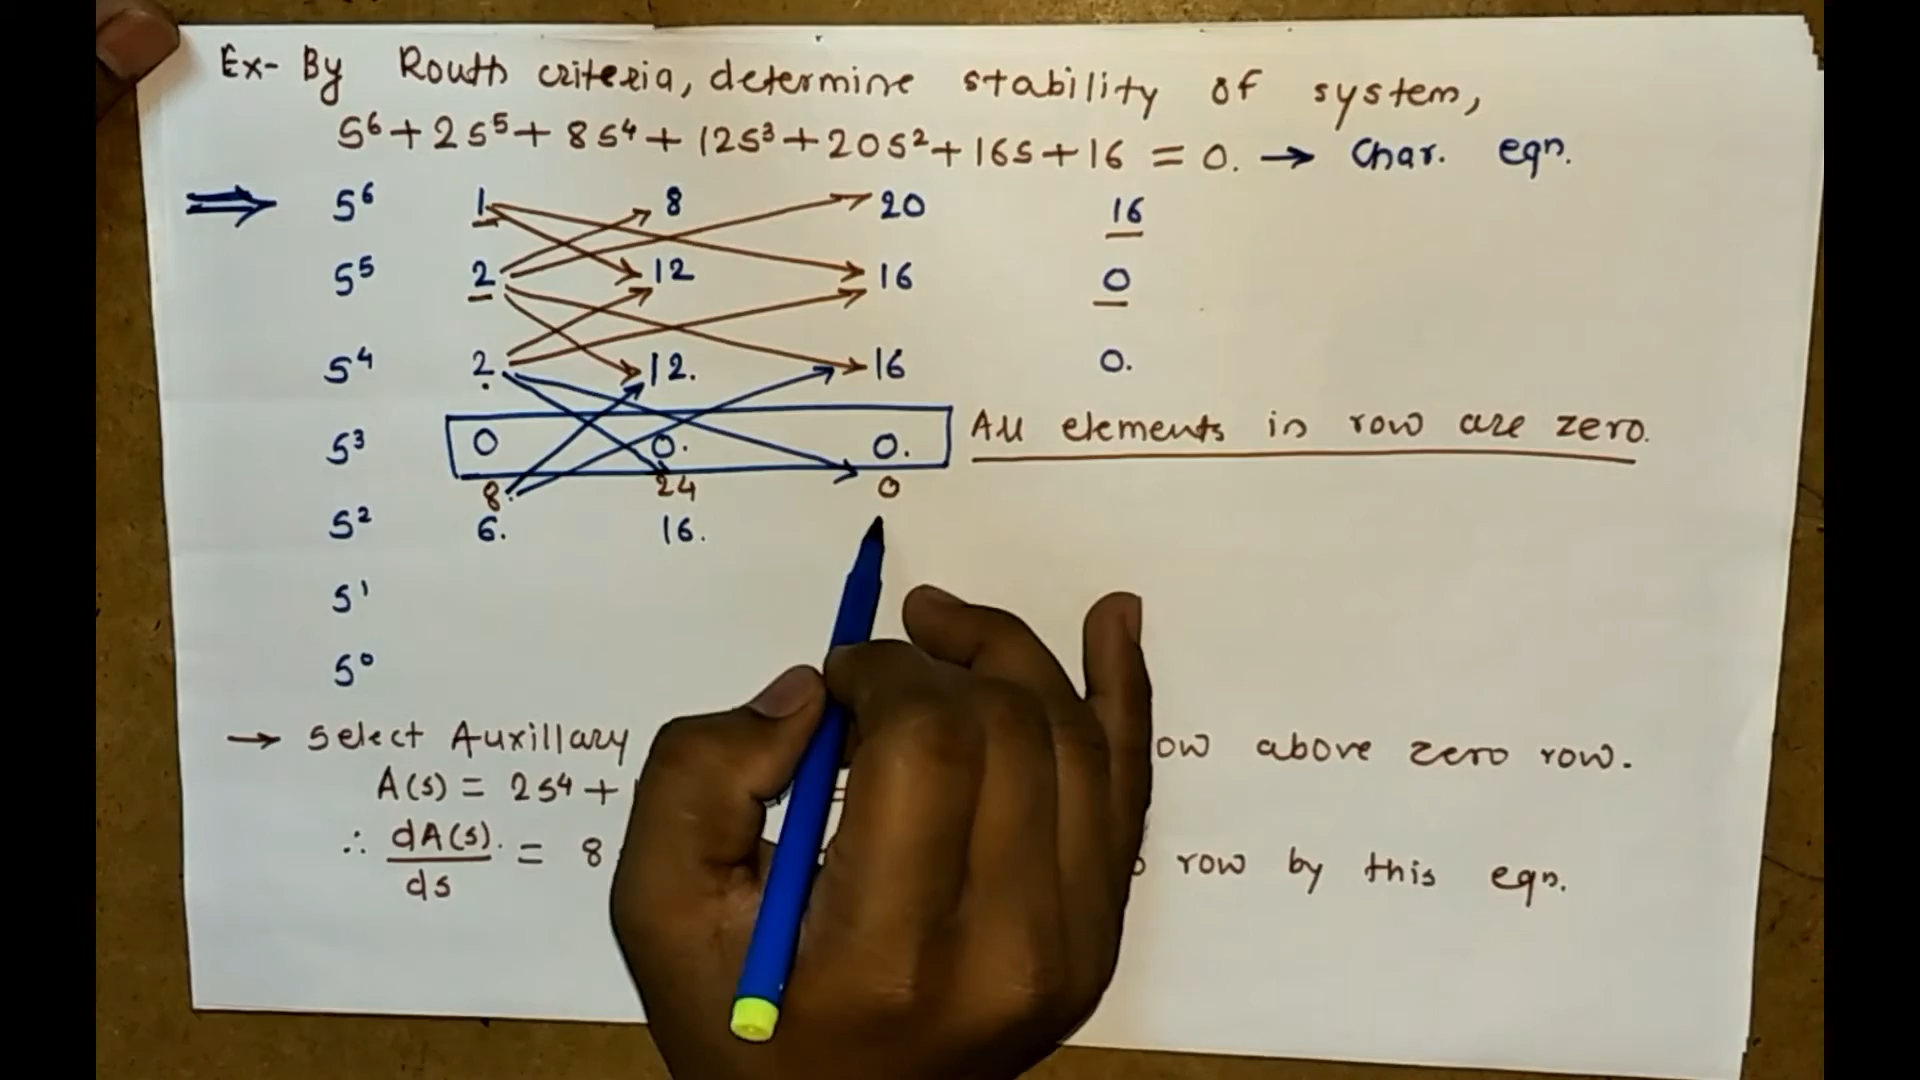 Ex- By Routh criteria, determine stability of system,
S⁶ + 2S⁵ + 8S⁴ + 12S³ + 20S² + 16S + 16 = 0. → Char. eqn.
⇒ S⁶ 1 8 20 16
S⁵ 2 12 16 0
S⁴ 2 12. 16 0.
S³ 0 0. 0. All elements in row are zero.
8 24 0
S² 6. 16.
S¹
S⁰
→ Select Auxillary ow above zero row.
A(s) = 2S⁴ + =
∴ dA(s)/ds = 8 row by this eqn.